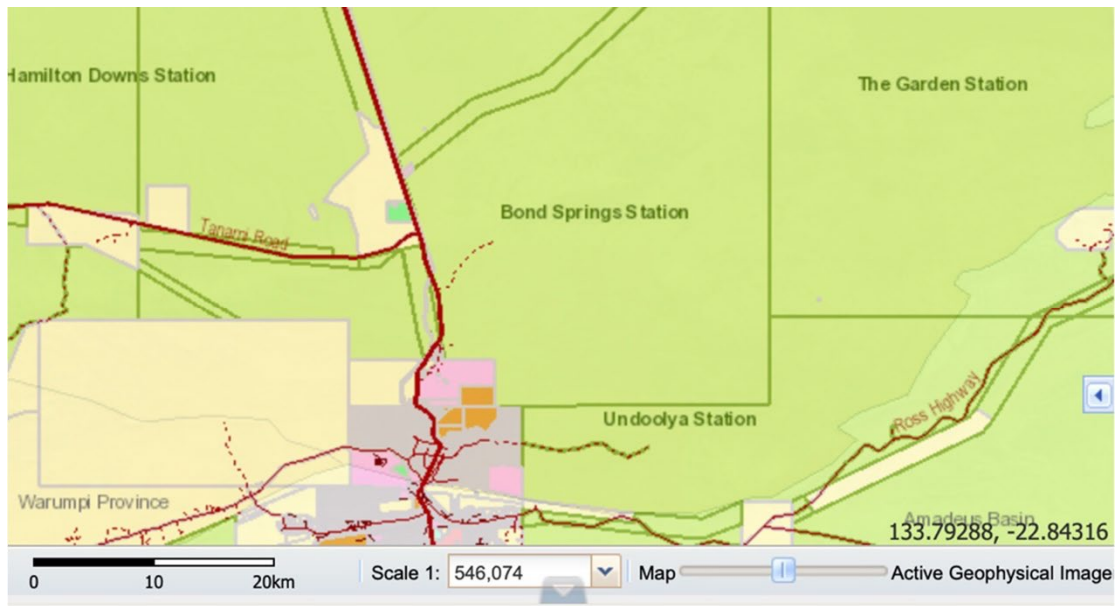 Hamilton Downs Station
The Garden Station
Bond Springs Station
Tanami Road
Ross Highway
Undoolya Station
Warumpi Province
Amadeus Basin
133.79288, -22.84316
0 10 20km
Scale 1: 546,074 Map Active Geophysical Image